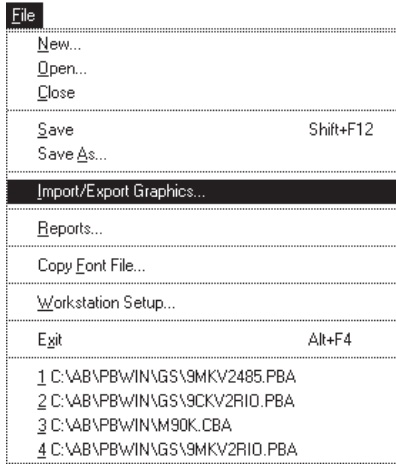 File
New...
Open...
Close
Save Shift+F12
Save As...
Import/Export Graphics...
Reports...
Copy Font File...
Workstation Setup...
Exit Alt+F4
1 C:\AB\PBWIN\GS\9MKV2485.PBA
2 C:\AB\PBWIN\GS\9CKV2RIO.PBA
3 C:\AB\PBWIN\M90K.CBA
4 C:\AB\PBWIN\GS\9MKV2RIO.PBA